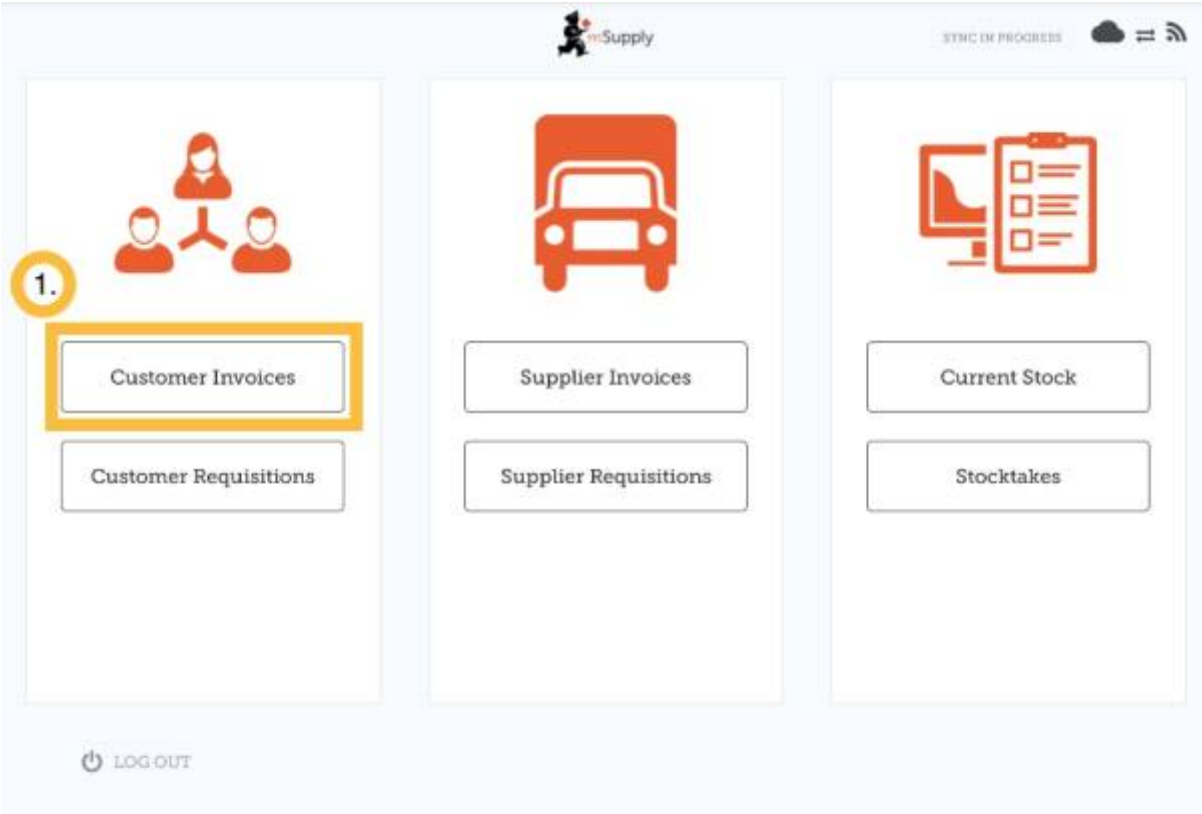 mSupply
SYNC IN PROGRESS
1.
Customer Invoices
Supplier Invoices
Current Stock
Customer Requisitions
Supplier Requisitions
Stocktakes
LOG OUT